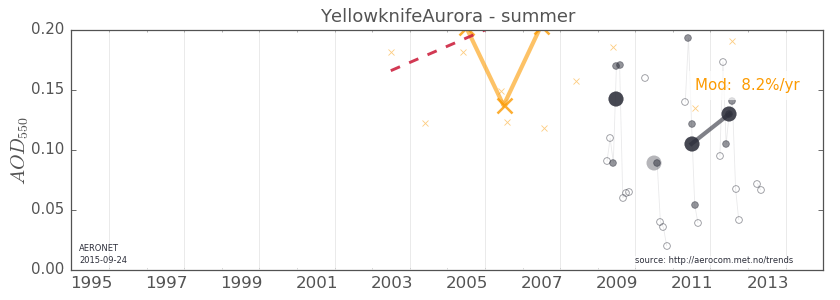 YellowknifeAurora - summer
0.20
0.15
0.10
0.05
0.00
AOD550
Mod: 8.2%/yr
AERONET
2015-09-24
source: http://aerocom.met.no/trends
1995 1997 1999 2001 2003 2005 2006 2007 2009 2011 2013